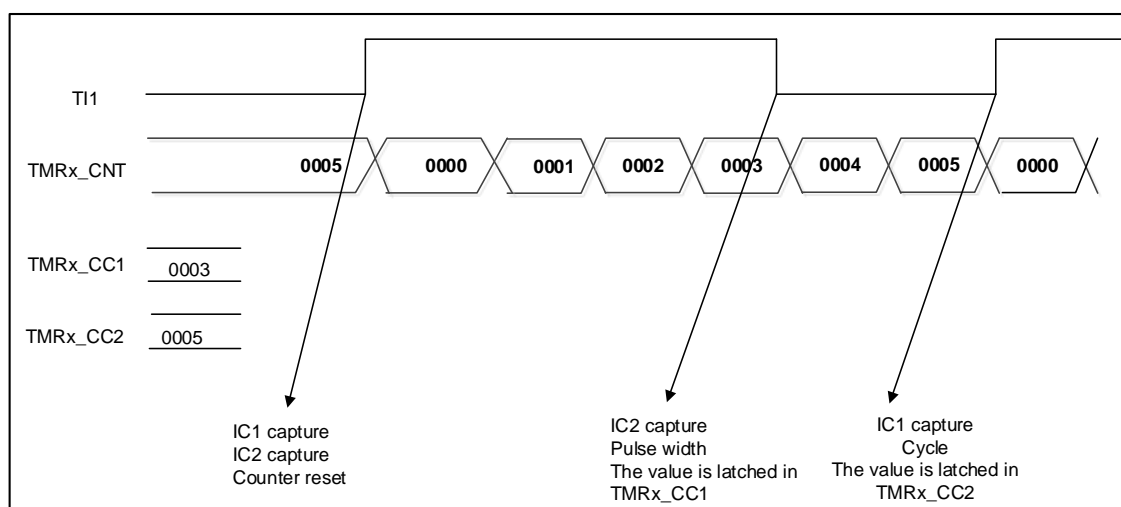 TI1
TMRx_CNT
0005 0000 0001 0002 0003 0004 0005 0000
TMRx_CC1
0003
TMRx_CC2
0005
IC1 capture
IC2 capture
Counter reset
IC2 capture
Pulse width
The value is latched in
TMRx_CC1
IC1 capture
Cycle
The value is latched in
TMRx_CC2